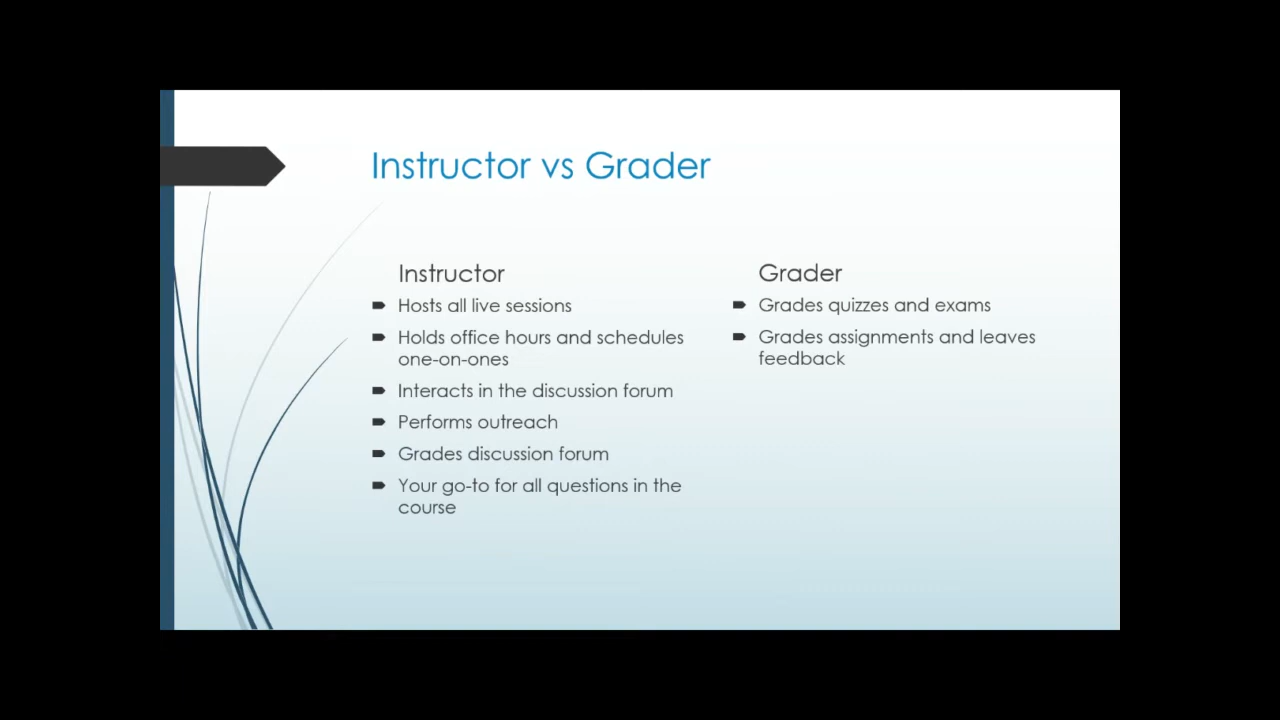 Instructor vs Grader
Instructor
Hosts all live sessions
Holds office hours and schedules
one-on-ones
Interacts in the discussion forum
Performs outreach
Grades discussion forum
Your go-to for all questions in the
course
Grader
Grades quizzes and exams
Grades assignments and leaves
feedback